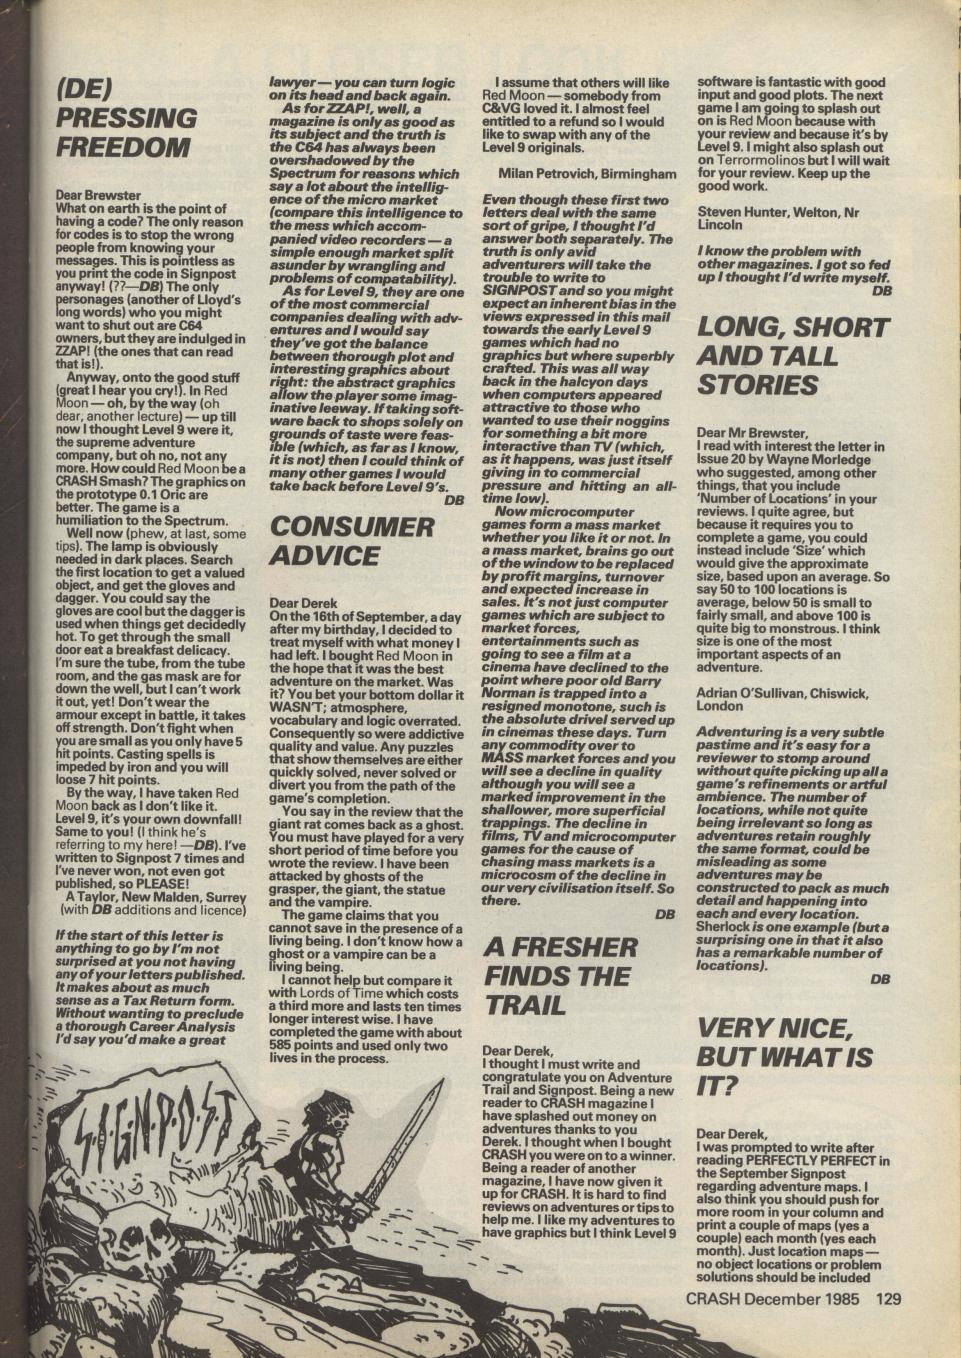 (DE)
PRESSING
FREEDOM
Dear Brewster
What on earth is the point of
having a code? The only reason
for codes is to stop the wrong
people from knowing your
messages. This is pointless as
you print the code in Signpost
anyway! (??—DB) The only
personages (another of Lloyd's
long words) who you might
want to shut out are C64
owners, but they are indulged in
ZZAP! (the ones that can read
that is!).
Anyway, onto the good stuff
(great I hear you cry!). In Red
Moon — oh, by the way (oh
dear, another lecture) — up till
now I thought Level 9 were it,
the supreme adventure
company, but oh no, not any
more. How could Red Moon be a
CRASH Smash? The graphics on
the prototype 0.1 Oric are
better. The game is a
humiliation to the Spectrum.
Well now (phew, at last, some
tips). The lamp is obviously
needed in dark places. Search
the first location to get a valued
object, and get the gloves and
dagger. You could say the
gloves are cool but the dagger is
used when things get decidedly
hot. To get through the small
door eat a breakfast delicacy.
I'm sure the tube, from the tube
room, and the gas mask are for
down the well, but I can't work
it out, yet! Don't wear the
armour except in battle, it takes
off strength. Don't fight when
you are small as you only have 5
hit points. Casting spells is
impeded by iron and you will
loose 7 hit points.
By the way, I have taken Red
Moon back as I don't like it.
Level 9, it's your own downfall!
Same to you! (I think he's
referring to my here! —DB). I've
written to Signpost 7 times and
I've never won, not even got
published, so PLEASE!
A Taylor, New Malden, Surrey
(with DB additions and licence)
If the start of this letter is
anything to go by I'm not
surprised at you not having
any of your letters published.
It makes about as much
sense as a Tax Return form.
Without wanting to preclude
a thorough Career Analysis
I'd say you'd make a great
lawyer — you can turn logic
on its head and back again.
As for ZZAP!, well, a
magazine is only as good as
its subject and the truth is
the C64 has always been
overshadowed by the
Spectrum for reasons which
say a lot about the intellig-
ence of the micro market
(compare this intelligence to
the mess which accom-
panied video recorders — a
simple enough market split
asunder by wrangling and
problems of compatability).
As for Level 9, they are one
of the most commercial
companies dealing with adv-
entures and I would say
they've got the balance
between thorough plot and
interesting graphics about
right: the abstract graphics
allow the player some imag-
inative leeway. If taking soft-
ware back to shops solely on
grounds of taste were feas-
ible (which, as far as I know,
it is not) then I could think of
many other games I would
take back before Level 9's.
DB
CONSUMER
ADVICE
Dear Derek
On the 16th of September, a day
after my birthday, I decided to
treat myself with what money I
had left. I bought Red Moon in
the hope that it was the best
adventure on the market. Was
it? You bet your bottom dollar it
WASN'T; atmosphere,
vocabulary and logic overrated.
Consequently so were addictive
quality and value. Any puzzles
that show themselves are either
quickly solved, never solved or
divert you from the path of the
game's completion.
You say in the review that the
giant rat comes back as a ghost.
You must have played for a very
short period of time before you
wrote the review. I have been
attacked by ghosts of the
grasper, the giant, the statue
and the vampire.
The game claims that you
cannot save in the presence of a
living being. I don't know how a
ghost or a vampire can be a
living being.
I cannot help but compare it
with Lords of Time which costs
a third more and lasts ten times
longer interest wise. I have
completed the game with about
585 points and used only two
lives in the process.
I assume that others will like
Red Moon — somebody from
C&VG loved it. I almost feel
entitled to a refund so I would
like to swap with any of the
Level 9 originals.
Milan Petrovich, Birmingham
Even though these first two
letters deal with the same
sort of gripe, I thought I'd
answer both separately. The
truth is only avid
adventurers will take the
trouble to write to
SIGNPOST and so you might
expect an inherent bias in the
views expressed in this mail
towards the early Level 9
games which had no
graphics but where superbly
crafted. This was all way
back in the halcyon days
when computers appeared
attractive to those who
wanted to use their noggins
for something a bit more
interactive than TV (which,
as it happens, was just itself
giving in to commercial
pressure and hitting an all-
time low).
Now microcomputer
games form a mass market
whether you like it or not. In
a mass market, brains go out
of the window to be replaced
by profit margins, turnover
and expected increase in
sales. It's not just computer
games which are subject to
market forces,
entertainments such as
going to see a film at a
cinema have declined to the
point where poor old Barry
Norman is trapped into a
resigned monotone, such is
the absolute drivel served up
in cinemas these days. Turn
any commodity over to
MASS market forces and you
will see a decline in quality
although you will see a
marked improvement in the
shallower, more superficial
trappings. The decline in
films, TV and microcomputer
games for the cause of
chasing mass markets is a
microcosm of the decline in
our very civilisation itself. So
there.
DB
A FRESHER
FINDS THE
TRAIL
Dear Derek,
I thought I must write and
congratulate you on Adventure
Trail and Signpost. Being a new
reader to CRASH magazine I
have splashed out money on
adventures thanks to you
Derek. I thought when I bought
CRASH you were on to a winner.
Being a reader of another
magazine, I have now given it
up for CRASH. It is hard to find
reviews on adventures or tips to
help me. I like my adventures to
have graphics but I think Level 9
software is fantastic with good
input and good plots. The next
game I am going to splash out
on is Red Moon because with
your review and because it's by
Level 9. I might also splash out
on Terrormolinos but I will wait
for your review. Keep up the
good work.
Steven Hunter, Welton, Nr
Lincoln
I know the problem with
other magazines. I got so fed
up I thought I'd write myself.
DB
LONG, SHORT
AND TALL
STORIES
Dear Mr Brewster,
I read with interest the letter in
Issue 20 by Wayne Morledge
who suggested, among other
things, that you include
'Number of Locations' in your
reviews. I quite agree, but
because it requires you to
complete a game, you could
instead include 'Size' which
would give the approximate
size, based upon an average. So
say 50 to 100 locations is
average, below 50 is small to
fairly small, and above 100 is
quite big to monstrous. I think
size is one of the most
important aspects of an
adventure.
Adrian O'Sullivan, Chiswick,
London
Adventuring is a very subtle
pastime and it's easy for a
reviewer to stomp around
without quite picking up all a
game's refinements or artful
ambience. The number of
locations, while not quite
being irrelevant so long as
adventures retain roughly
the same format, could be
misleading as some
adventures may be
constructed to pack as much
detail and happening into
each and every location.
Sherlock is one example (but a
surprising one in that it also
has a remarkable number of
locations).
DB
VERY NICE,
BUT WHAT IS
IT?
Dear Derek,
I was prompted to write after
reading PERFECTLY PERFECT in
the September Signpost
regarding adventure maps. I
also think you should push for
more room in your column and
print a couple of maps (yes a
couple) each month (yes each
month). Just location maps —
no object locations or problem
solutions should be included
S·I·G·N·P·O·S·T
CRASH December 1985 129